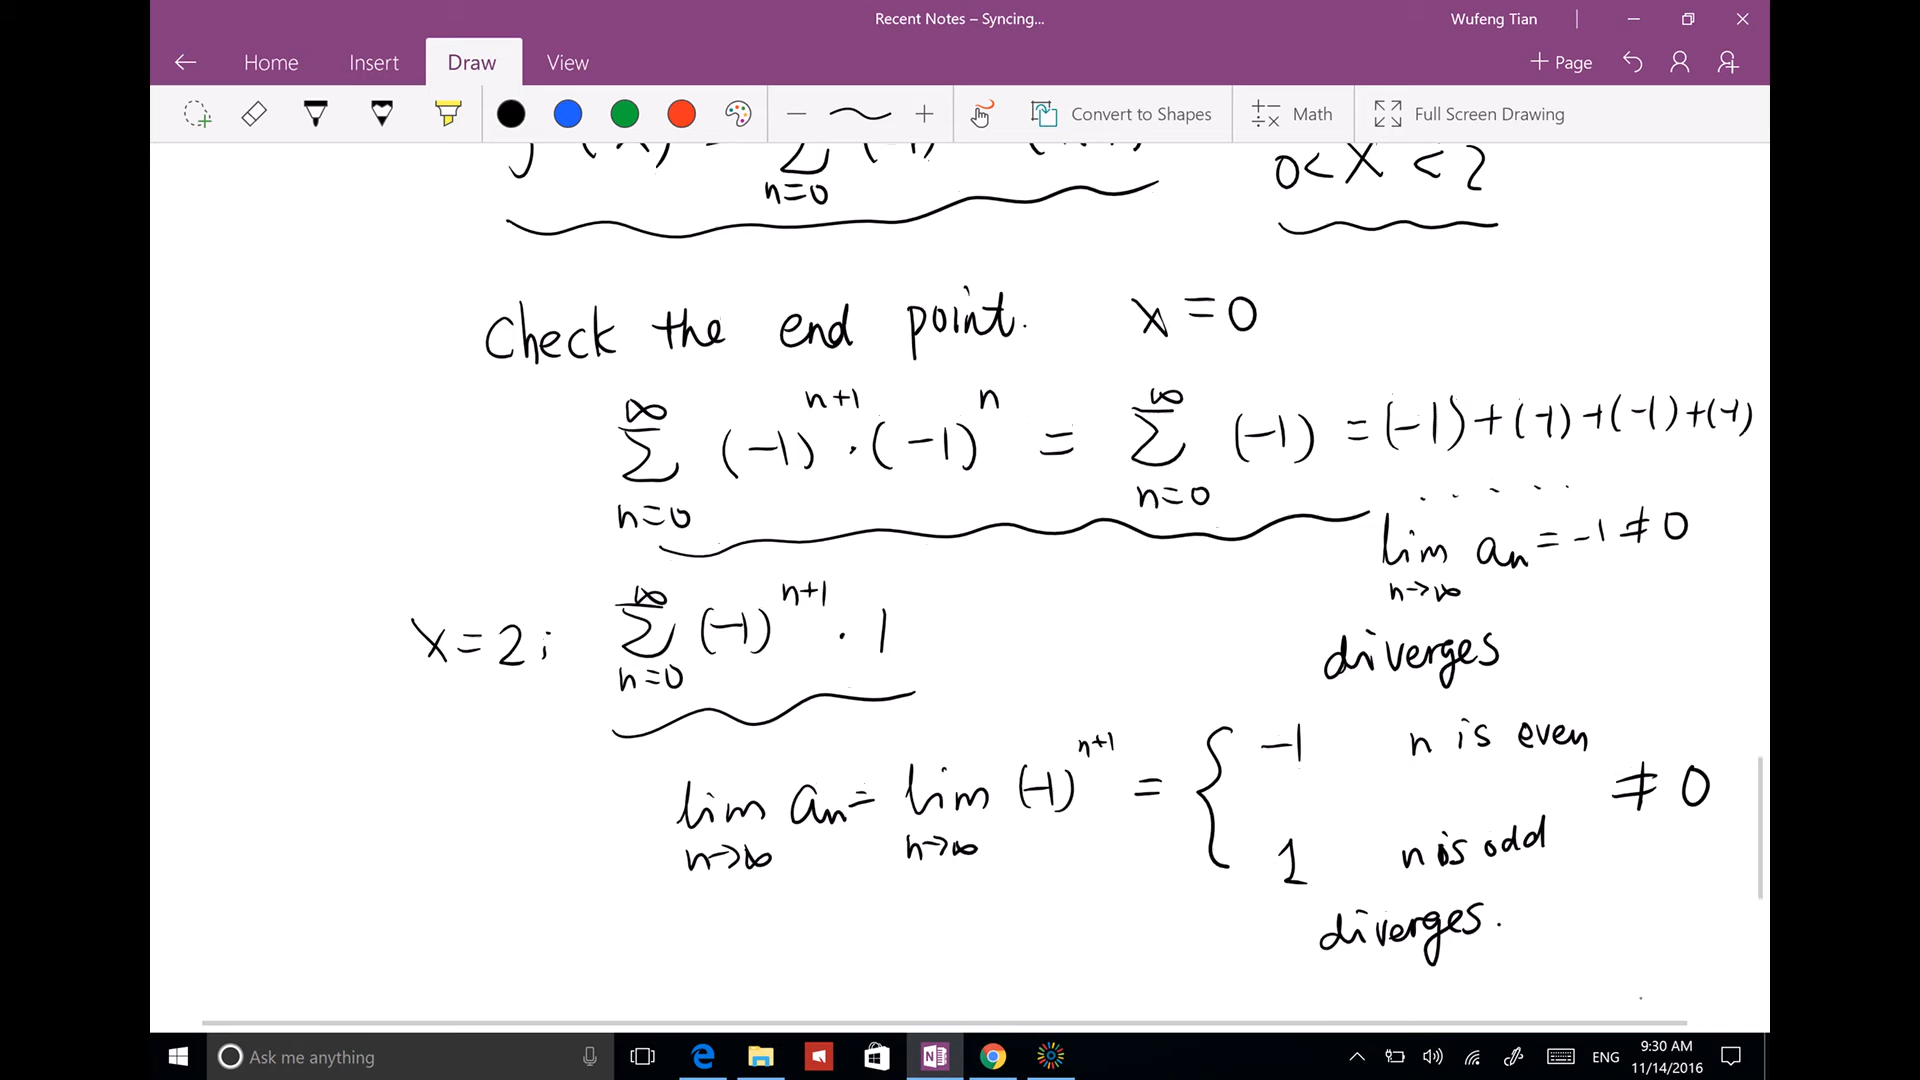 Recent Notes – Syncing...
Wufeng Tian
Home Insert Draw View
+ Page
Convert to Shapes
Math
Full Screen Drawing
n=0
0<x<2
Check the end point. x=0
∞ n+1 n ∞
Σ (-1) · (-1) = Σ (-1) = (-1)+(-1)+(-1)+(-1)
n=0 n=0 . . . . .
lim an = -1 ≠ 0
n→∞
diverges
∞ n+1
x=2; Σ (-1) · 1
n=0
n+1 -1 n is even
lim an = lim (-1) = { ≠ 0
n→∞ n→∞ 1 n is odd
diverges.
Ask me anything
ENG
9:30 AM
11/14/2016